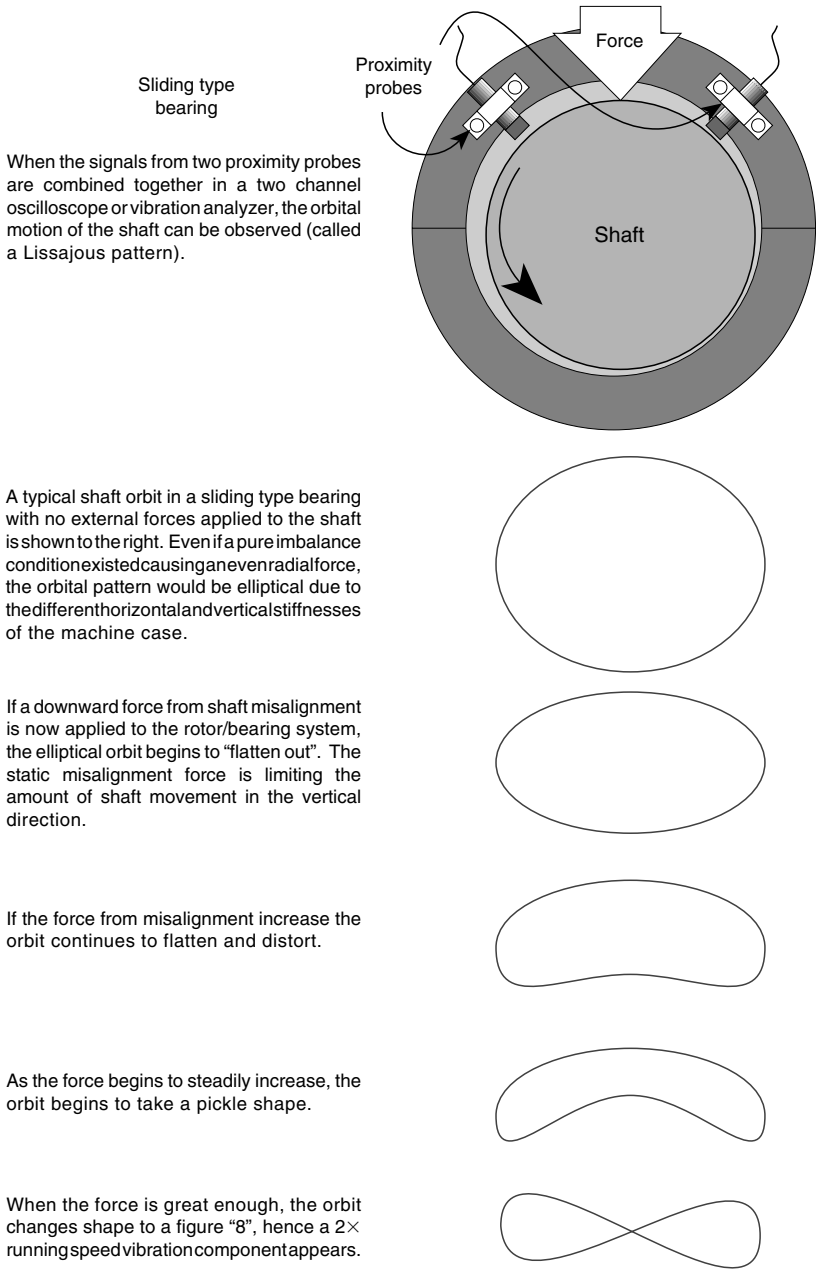 Sliding type
bearing
Proximity
probes
Force
Shaft
When the signals from two proximity probes
are combined together in a two channel
oscilloscope or vibration analyzer, the orbital
motion of the shaft can be observed (called
a Lissajous pattern).
A typical shaft orbit in a sliding type bearing
with no external forces applied to the shaft
is shown to the right. Even if a pure imbalance
condition existed causing an even radial force,
the orbital pattern would be elliptical due to
the different horizontal and vertical stiffnesses
of the machine case.
If a downward force from shaft misalignment
is now applied to the rotor/bearing system,
the elliptical orbit begins to “flatten out”. The
static misalignment force is limiting the
amount of shaft movement in the vertical
direction.
If the force from misalignment increase the
orbit continues to flatten and distort.
As the force begins to steadily increase, the
orbit begins to take a pickle shape.
When the force is great enough, the orbit
changes shape to a figure “8”, hence a 2×
running speed vibration component appears.